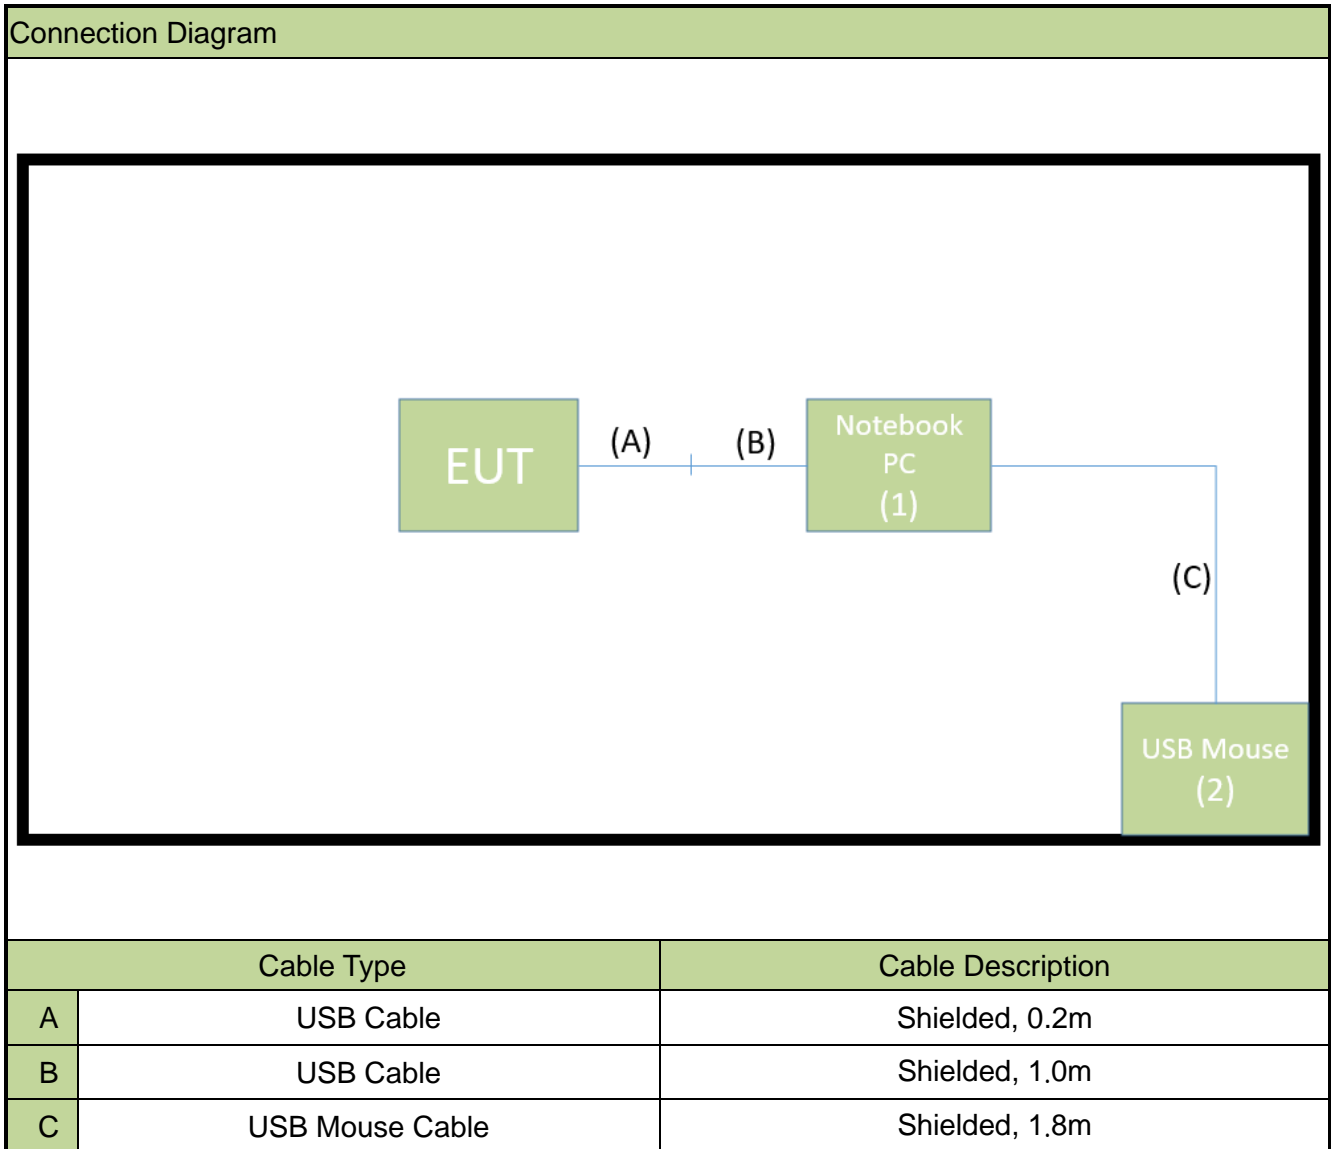 Connection Diagram
EUT
(A)
(B)
Notebook
PC
(1)
(C)
USB Mouse
(2)
Cable Type Cable Description
A USB Cable Shielded, 0.2m
B USB Cable Shielded, 1.0m
C USB Mouse Cable Shielded, 1.8m